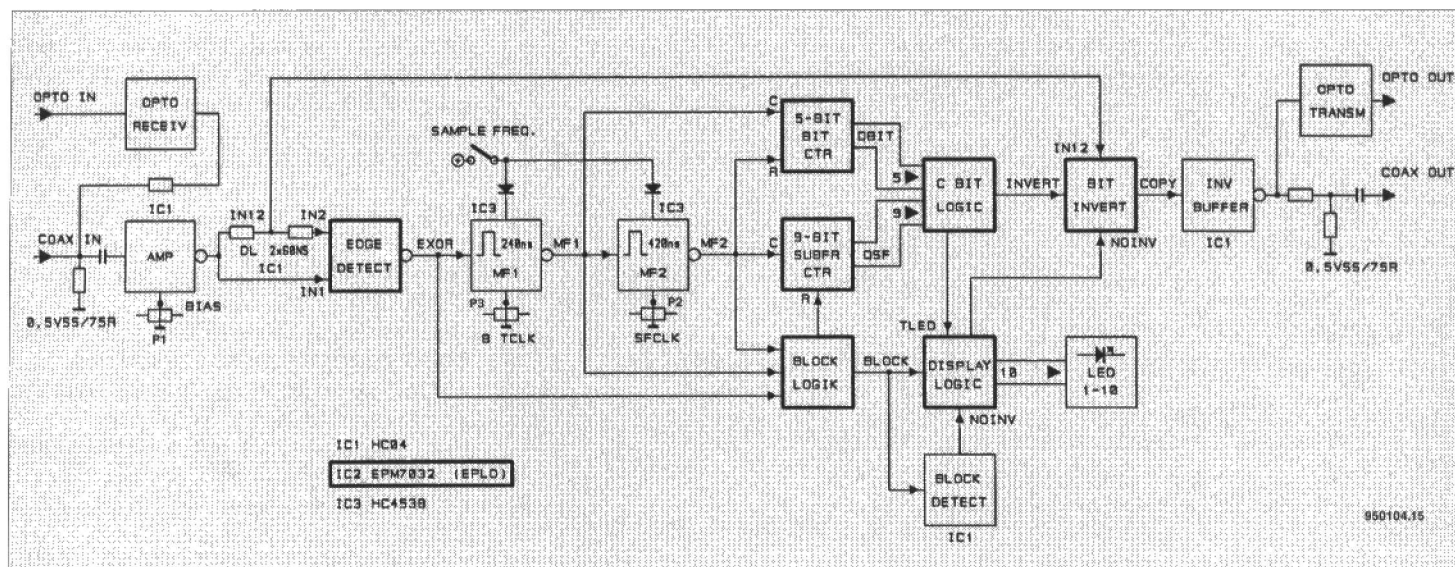 OPTO IN
OPTO
RECEIV
IC1
COAX IN
0,5VSS/75R
AMP
BIAS
P1
IN12
IN2
DL
2x60NS
IC1
IN1
EDGE
DETECT
EXOR
SAMPLE FREQ.
IC3
240ns
MF1
MF1
P3
IC3
420ns
MF2
MF2
P2
SFCLK
C
5-BIT
BIT
CTR
R
QBIT
C
9-BIT
SUBFR
CTR
R
QSF
BLOCK
LOGIK
BLOCK
5
9
C BIT
LOGIC
INVERT
TLED
DISPLAY
LOGIC
10
LED
1-10
NOINV
BLOCK
DETECT
IC1
IN12
BIT
INVERT
NOINV
COPY
INV
BUFFER
IC1
OPTO
TRANSM
OPTO OUT
COAX OUT
0,5VSS/75R
IC1 HC04
IC2 EPM7032 (EPLD)
IC3 HC4538
950104.15